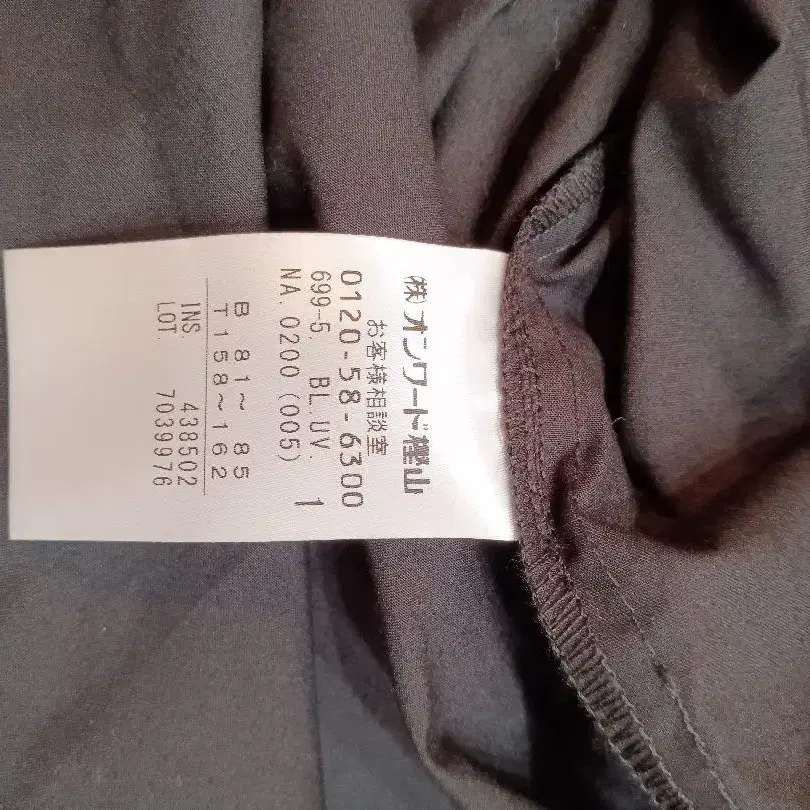 ㈱オンワード樫山
お客様相談室
0120-58-6300
699-5. BL.UV. 1
NA. 0200 (005)
B 81～ 85
T 158～162
INS. 438502
LOT. 7039976